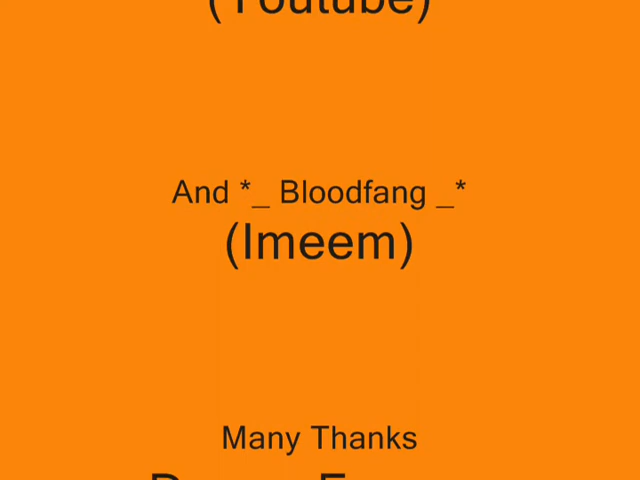 (Youtube)
And *_ Bloodfang _*
(Imeem)
Many Thanks